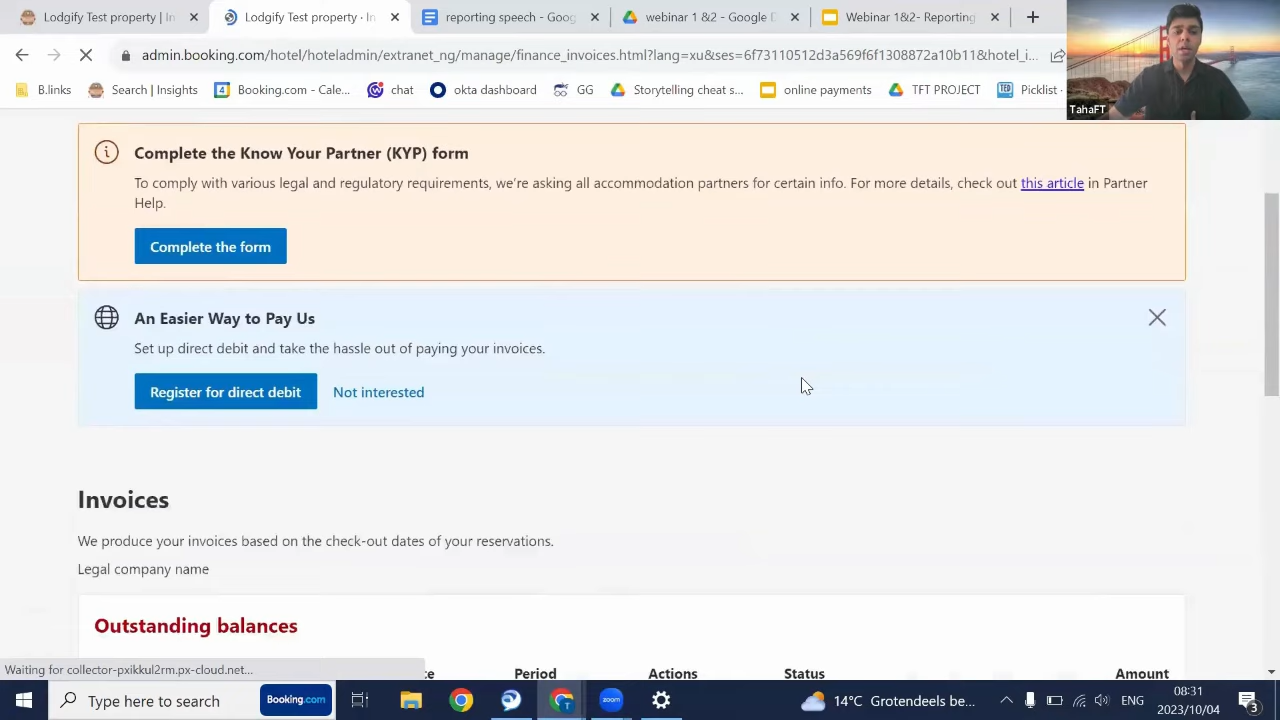 Lodgify Test property | In
Lodgify Test property · In
reporting speech - Goog
webinar 1 &2 - Google D
Webinar 1&2- Reporting
admin.booking.com/hotel/hoteladmin/extranet_ng/manage/finance_invoices.html?lang=xu&ses=6f73110512d3a569f6f1308872a10b11&hotel_i...
B.links
Search | Insights
Booking.com - Cale...
chat
okta dashboard
GG
Storytelling cheat s...
online payments
TFT PROJECT
TED
Picklist
TahaFT
Complete the Know Your Partner (KYP) form
To comply with various legal and regulatory requirements, we're asking all accommodation partners for certain info. For more details, check out this article in Partner
Help.
Complete the form
An Easier Way to Pay Us
Set up direct debit and take the hassle out of paying your invoices.
Register for direct debit Not interested
Invoices
We produce your invoices based on the check-out dates of your reservations.
Legal company name
Outstanding balances
ce Period Actions Status Amount
Waiting for collector-pxikkul2rm.px-cloud.net...
Type here to search
Booking.com
zoom
14°C Grotendeels be...
ENG
08:31
2023/10/04
3